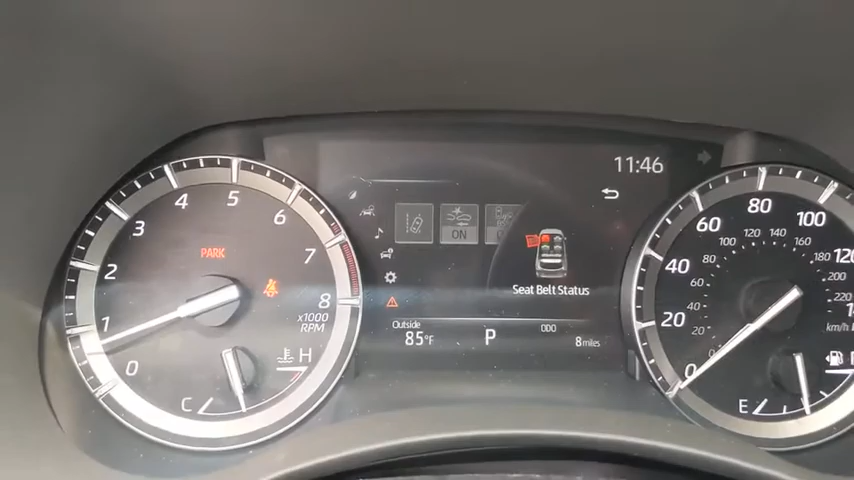 PARK
0
1
2
3
4
5
6
7
8
x1000
RPM
C
H
11:46
ON
Seat Belt Status
Outside
85°F
P
ODO
8 miles
0
20
40
60
80
100
120
80
120
140
160
180
200
220
60
40
20
km/h
E